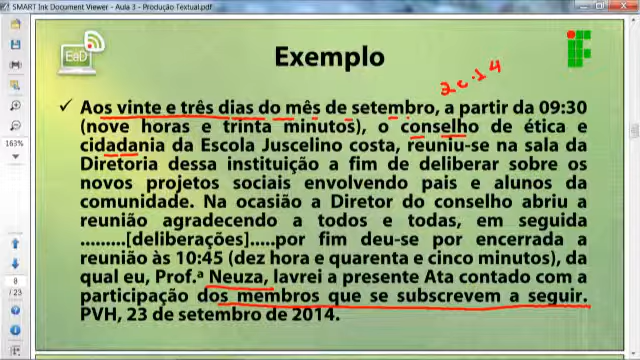 SMART Ink Document Viewer - Aula 3 - Produção Textual.pdf
EaD
Exemplo
2014
✓ Aos vinte e três dias do mês de setembro, a partir da 09:30
(nove horas e trinta minutos), o conselho de ética e
cidadania da Escola Juscelino costa, reuniu-se na sala da
Diretoria dessa instituição a fim de deliberar sobre os
novos projetos sociais envolvendo pais e alunos da
comunidade. Na ocasião a Diretor do conselho abriu a
reunião agradecendo a todos e todas, em seguida
.........[deliberações].....por fim deu-se por encerrada a
reunião às 10:45 (dez hora e quarenta e cinco minutos), da
qual eu, Prof.ª Neuza, lavrei a presente Ata contado com a
participação dos membros que se subscrevem a seguir.
PVH, 23 de setembro de 2014.
163%
8
/ 23